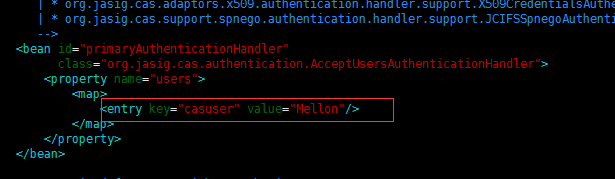 | * org.jasig.cas.adaptors.x509.authentication.handler.support.X509CredentialsAuthe
| * org.jasig.cas.support.spnego.authentication.handler.support.JCIFSSpnegoAuthenti
-->
<bean id="primaryAuthenticationHandler"
class="org.jasig.cas.authentication.AcceptUsersAuthenticationHandler">
<property name="users">
<map>
<entry key="casuser" value="Mellon"/>
</map>
</property>
</bean>